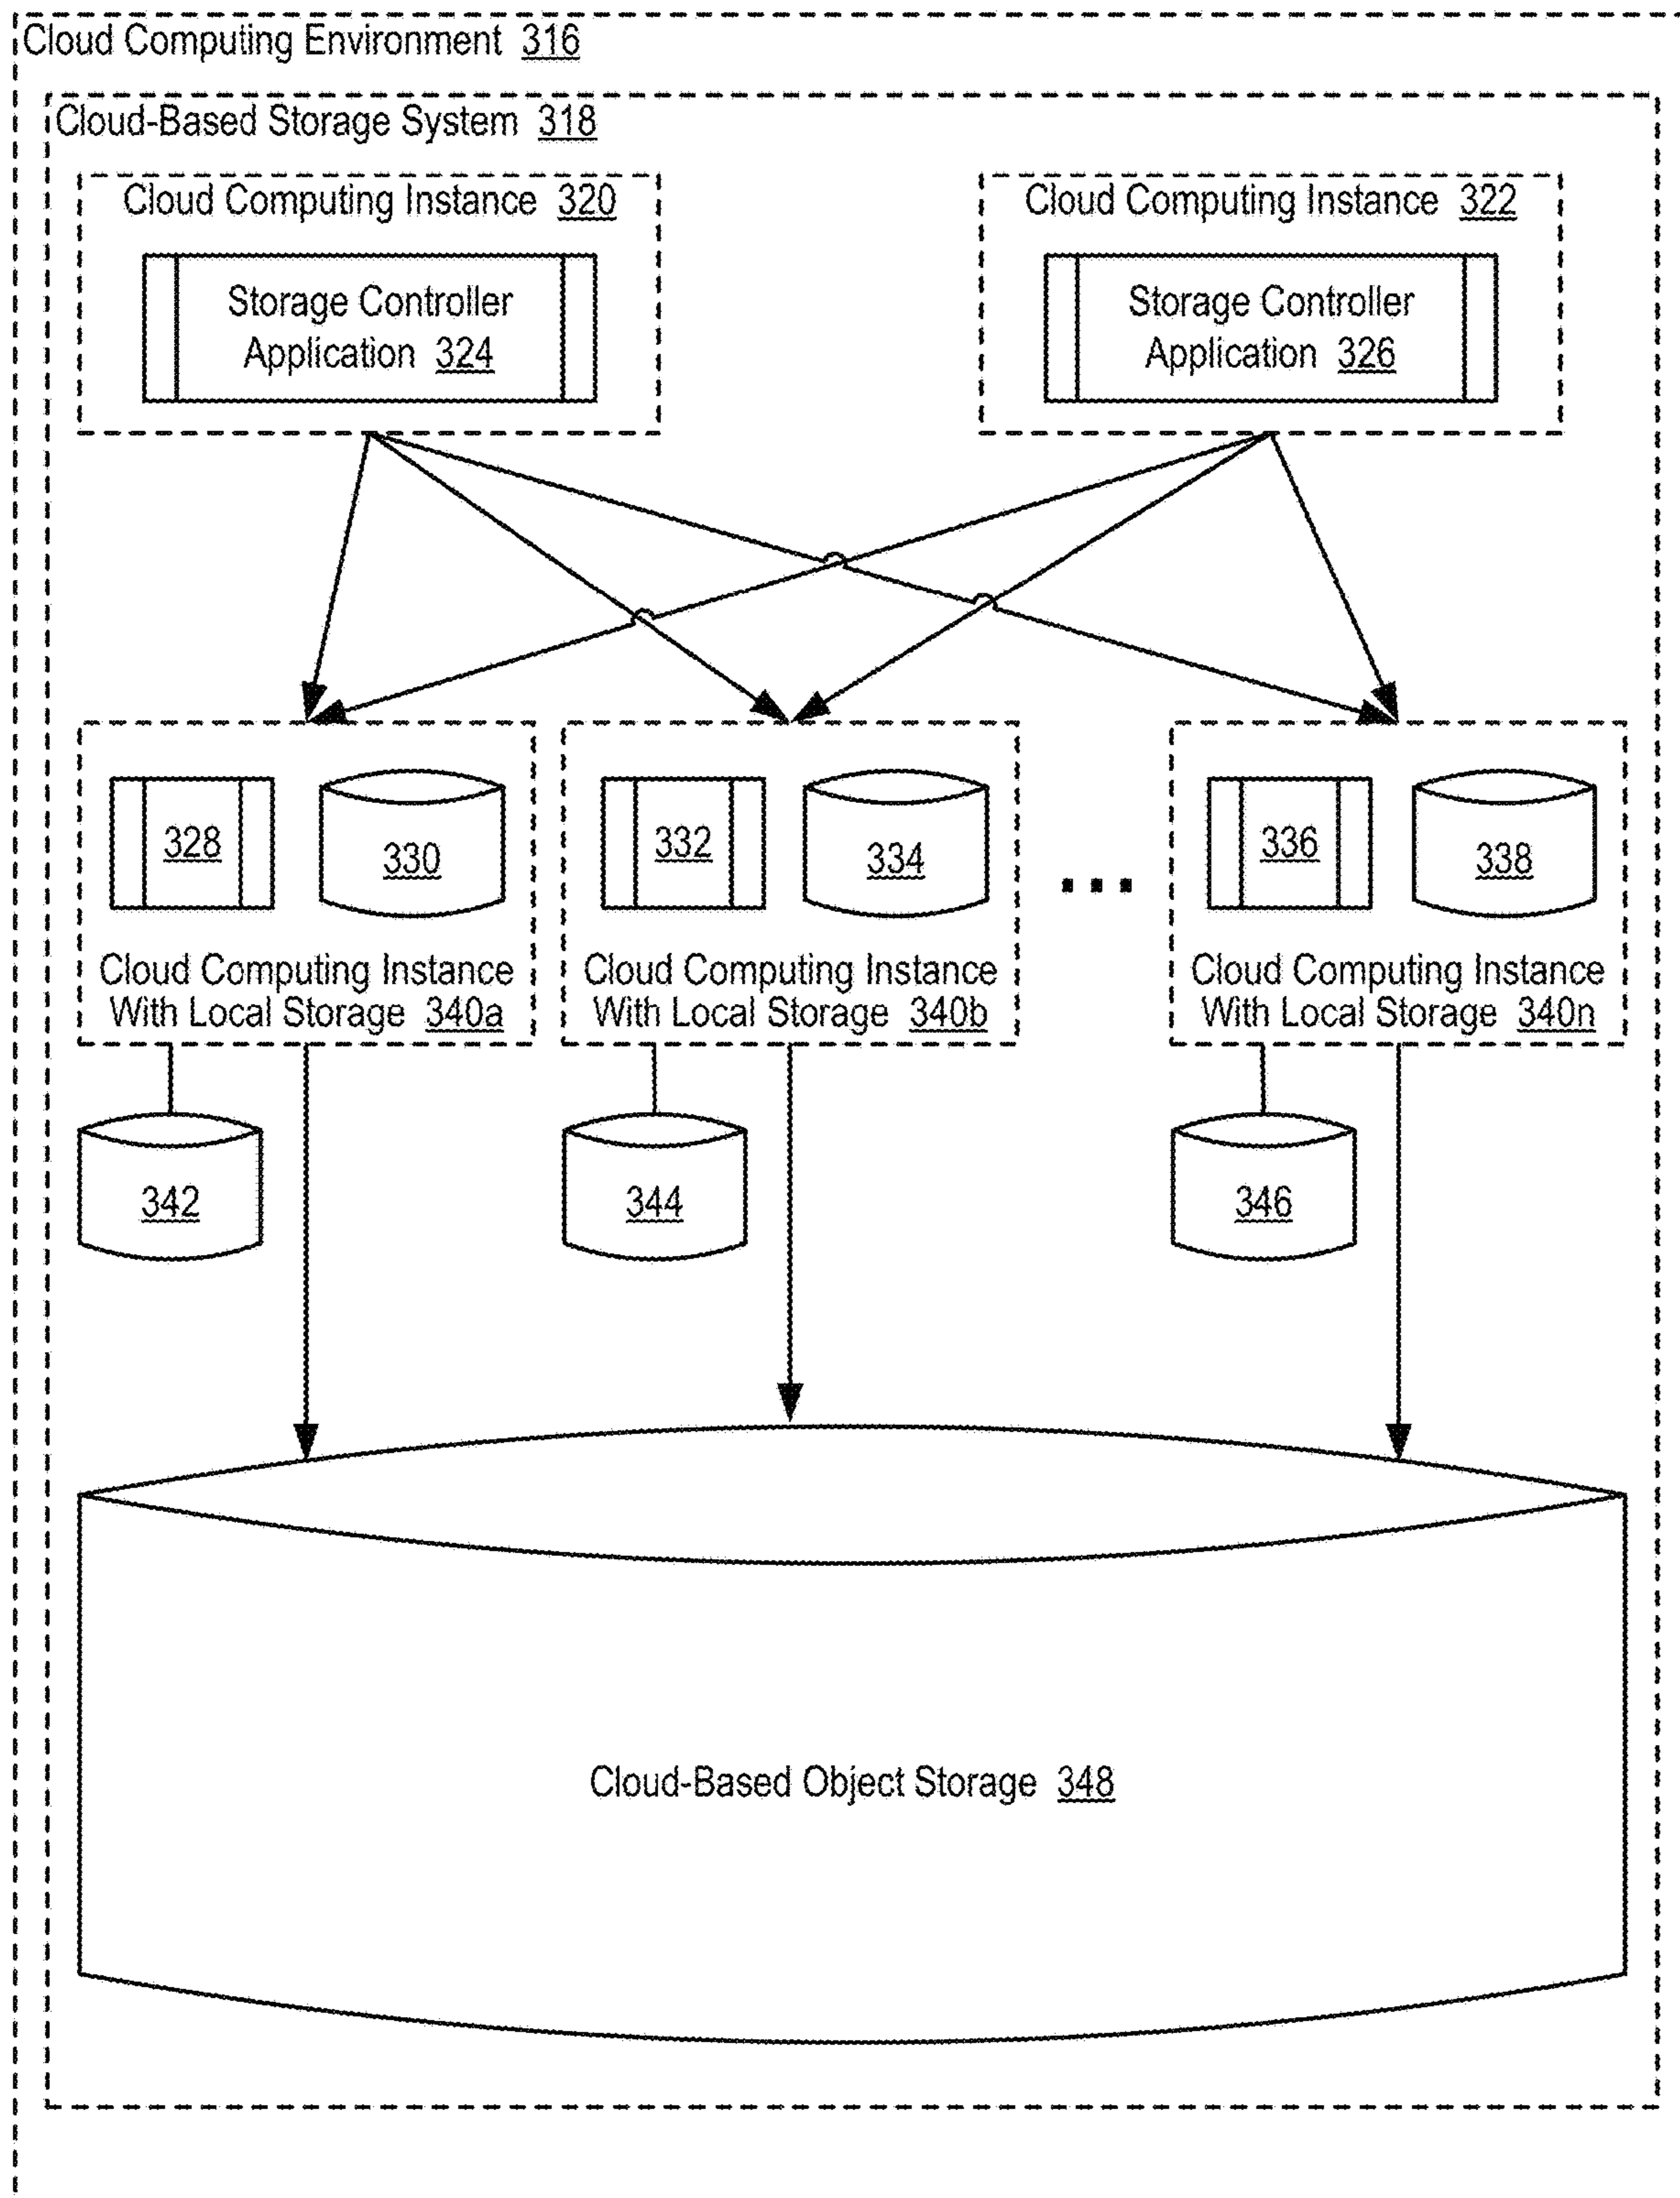 Cloud Computing Environment 316
Cloud-Based Storage System 318
Cloud Computing Instance 320
Storage Controller
Application 324
Cloud Computing Instance 322
Storage Controller
Application 326
328
330
Cloud Computing Instance
With Local Storage 340a
332
334
Cloud Computing Instance
With Local Storage 340b
...
336
338
Cloud Computing Instance
With Local Storage 340n
342
344
346
Cloud-Based Object Storage 348